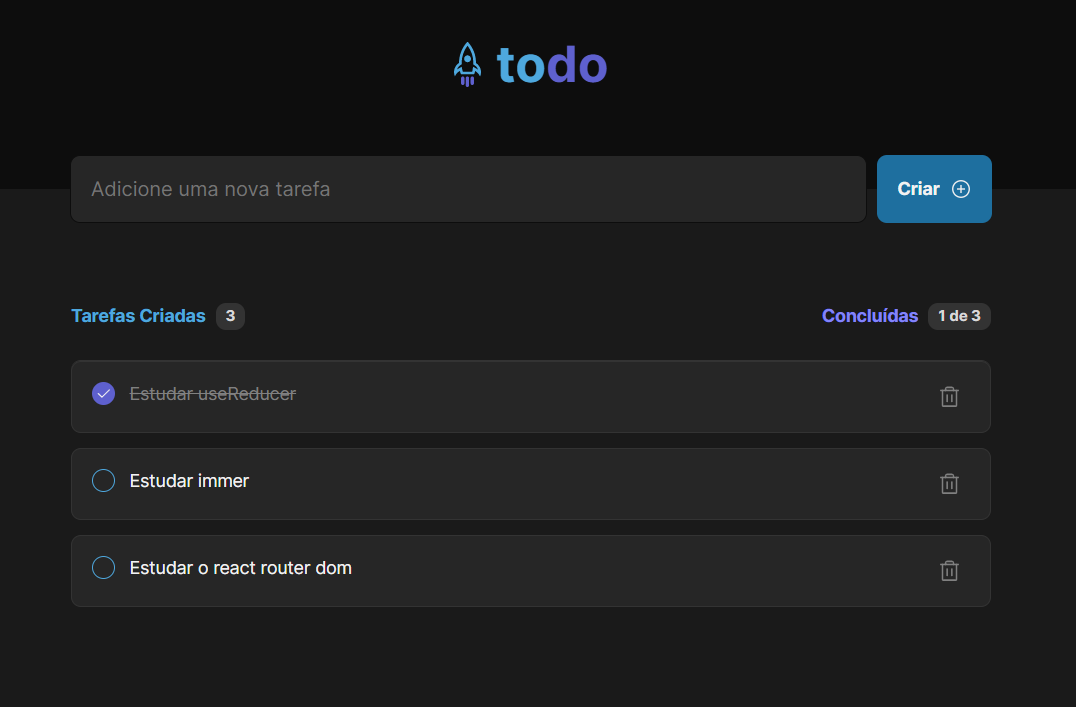 todo
Adicione uma nova tarefa
Criar
Tarefas Criadas 3
Concluídas 1 de 3
Estudar useReducer
Estudar immer
Estudar o react router dom